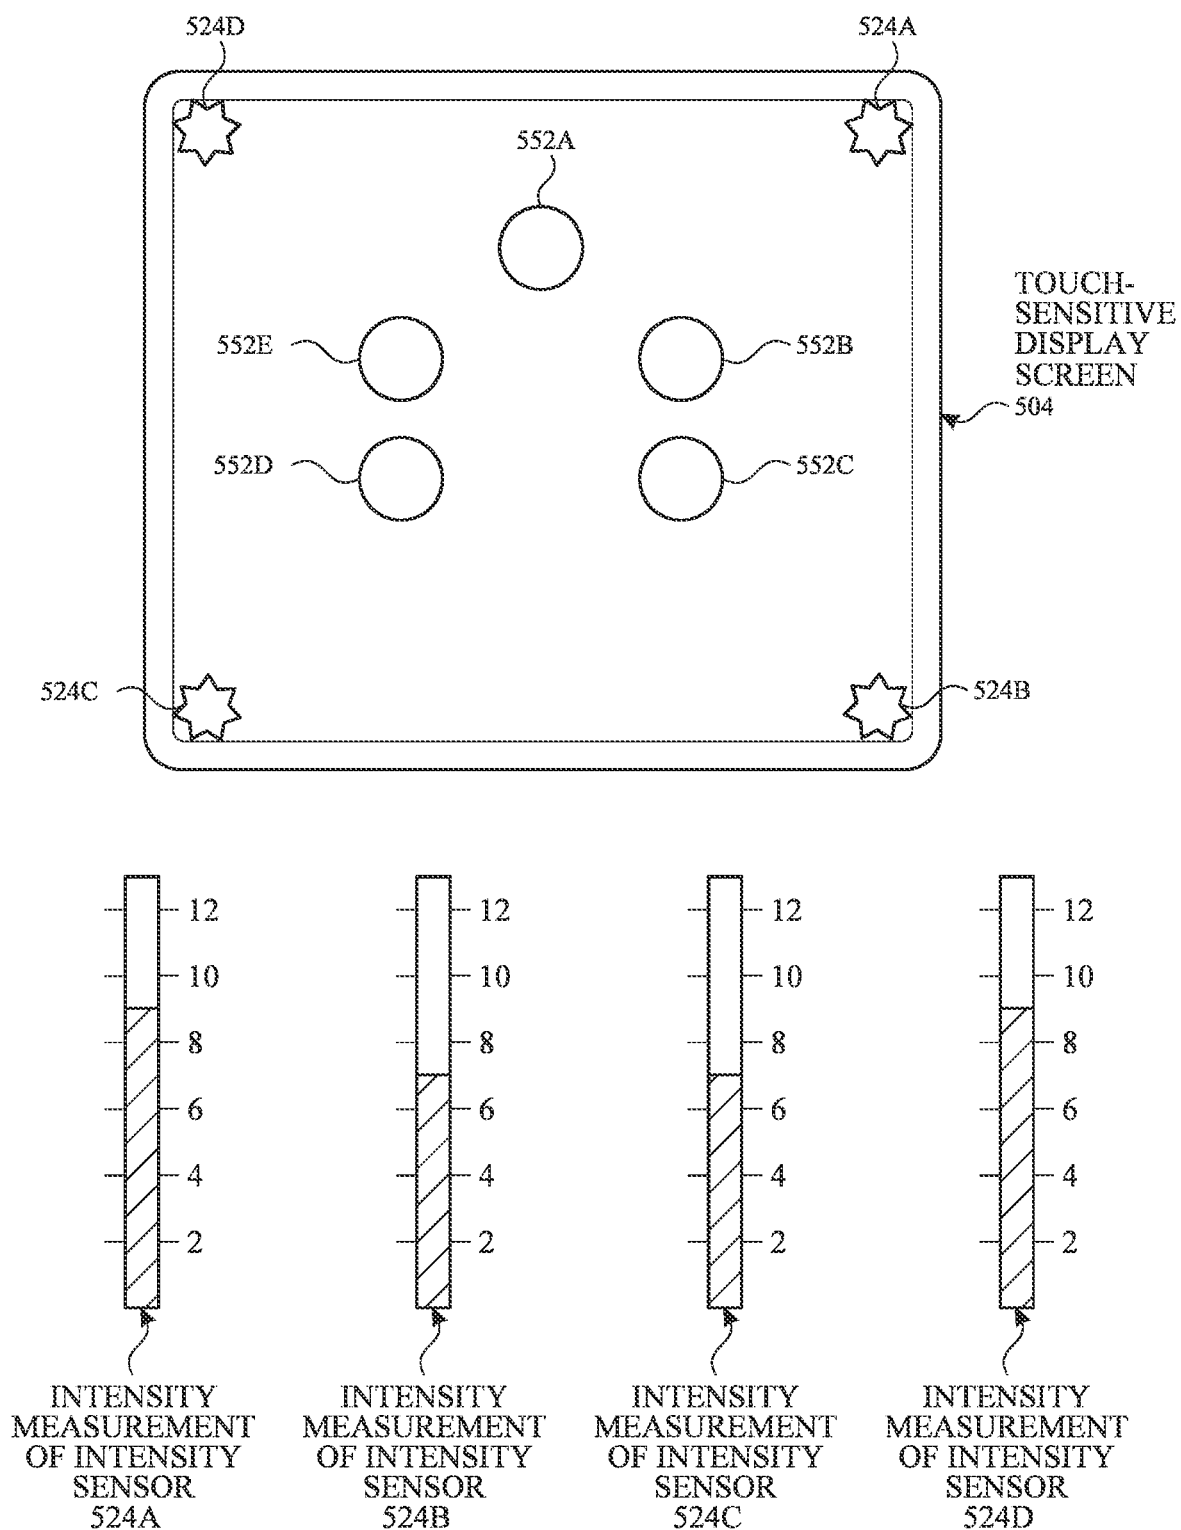 524D
524A
552A
TOUCH-
SENSITIVE
DISPLAY
SCREEN
504
552E
552B
552D
552C
524C
524B
12
10
8
6
4
2
12
10
8
6
4
2
12
10
8
6
4
2
12
10
8
6
4
2
INTENSITY
MEASUREMENT
OF INTENSITY
SENSOR
524A
INTENSITY
MEASUREMENT
OF INTENSITY
SENSOR
524B
INTENSITY
MEASUREMENT
OF INTENSITY
SENSOR
524C
INTENSITY
MEASUREMENT
OF INTENSITY
SENSOR
524D